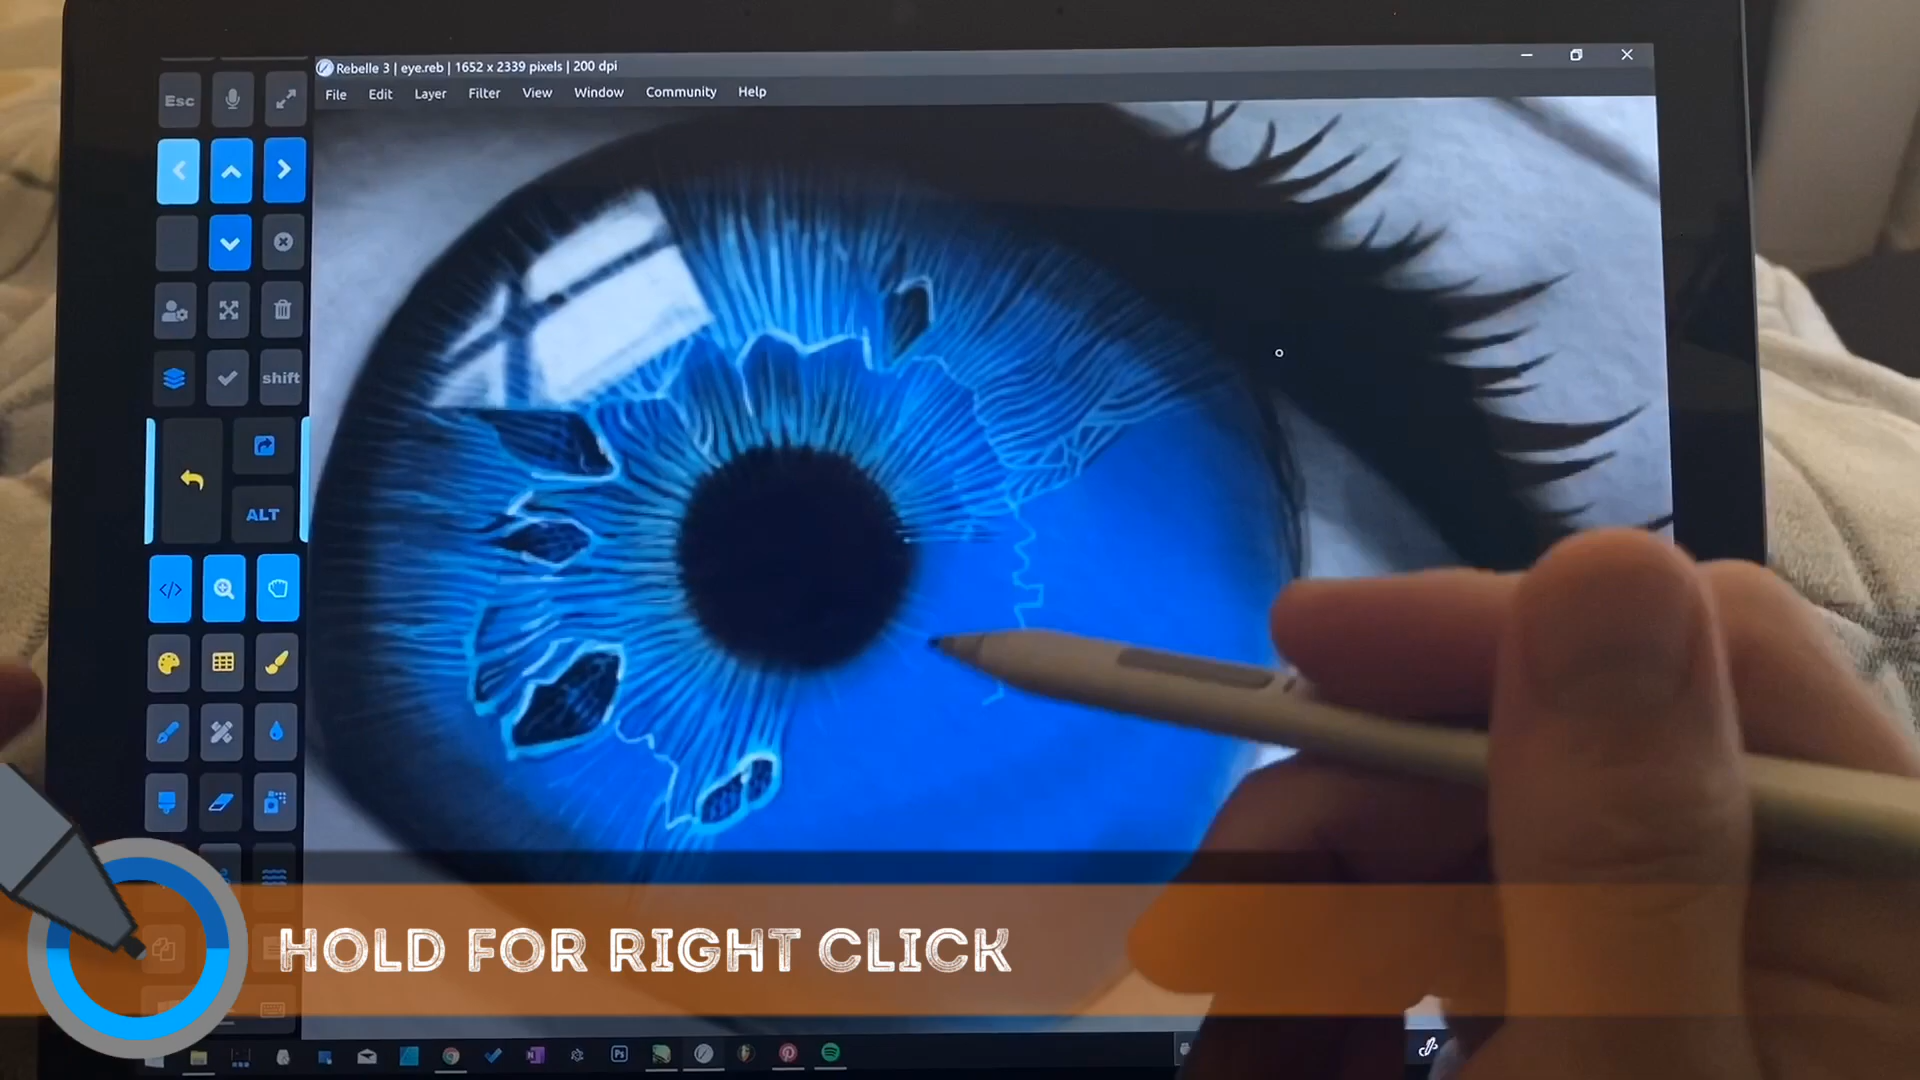 Rebelle 3 | eye.reb | 1652 x 2339 pixels | 200 dpi
File Edit Layer Filter View Window Community Help
Esc
shift
ALT
</>
Ps
N
HOLD FOR RIGHT CLICK